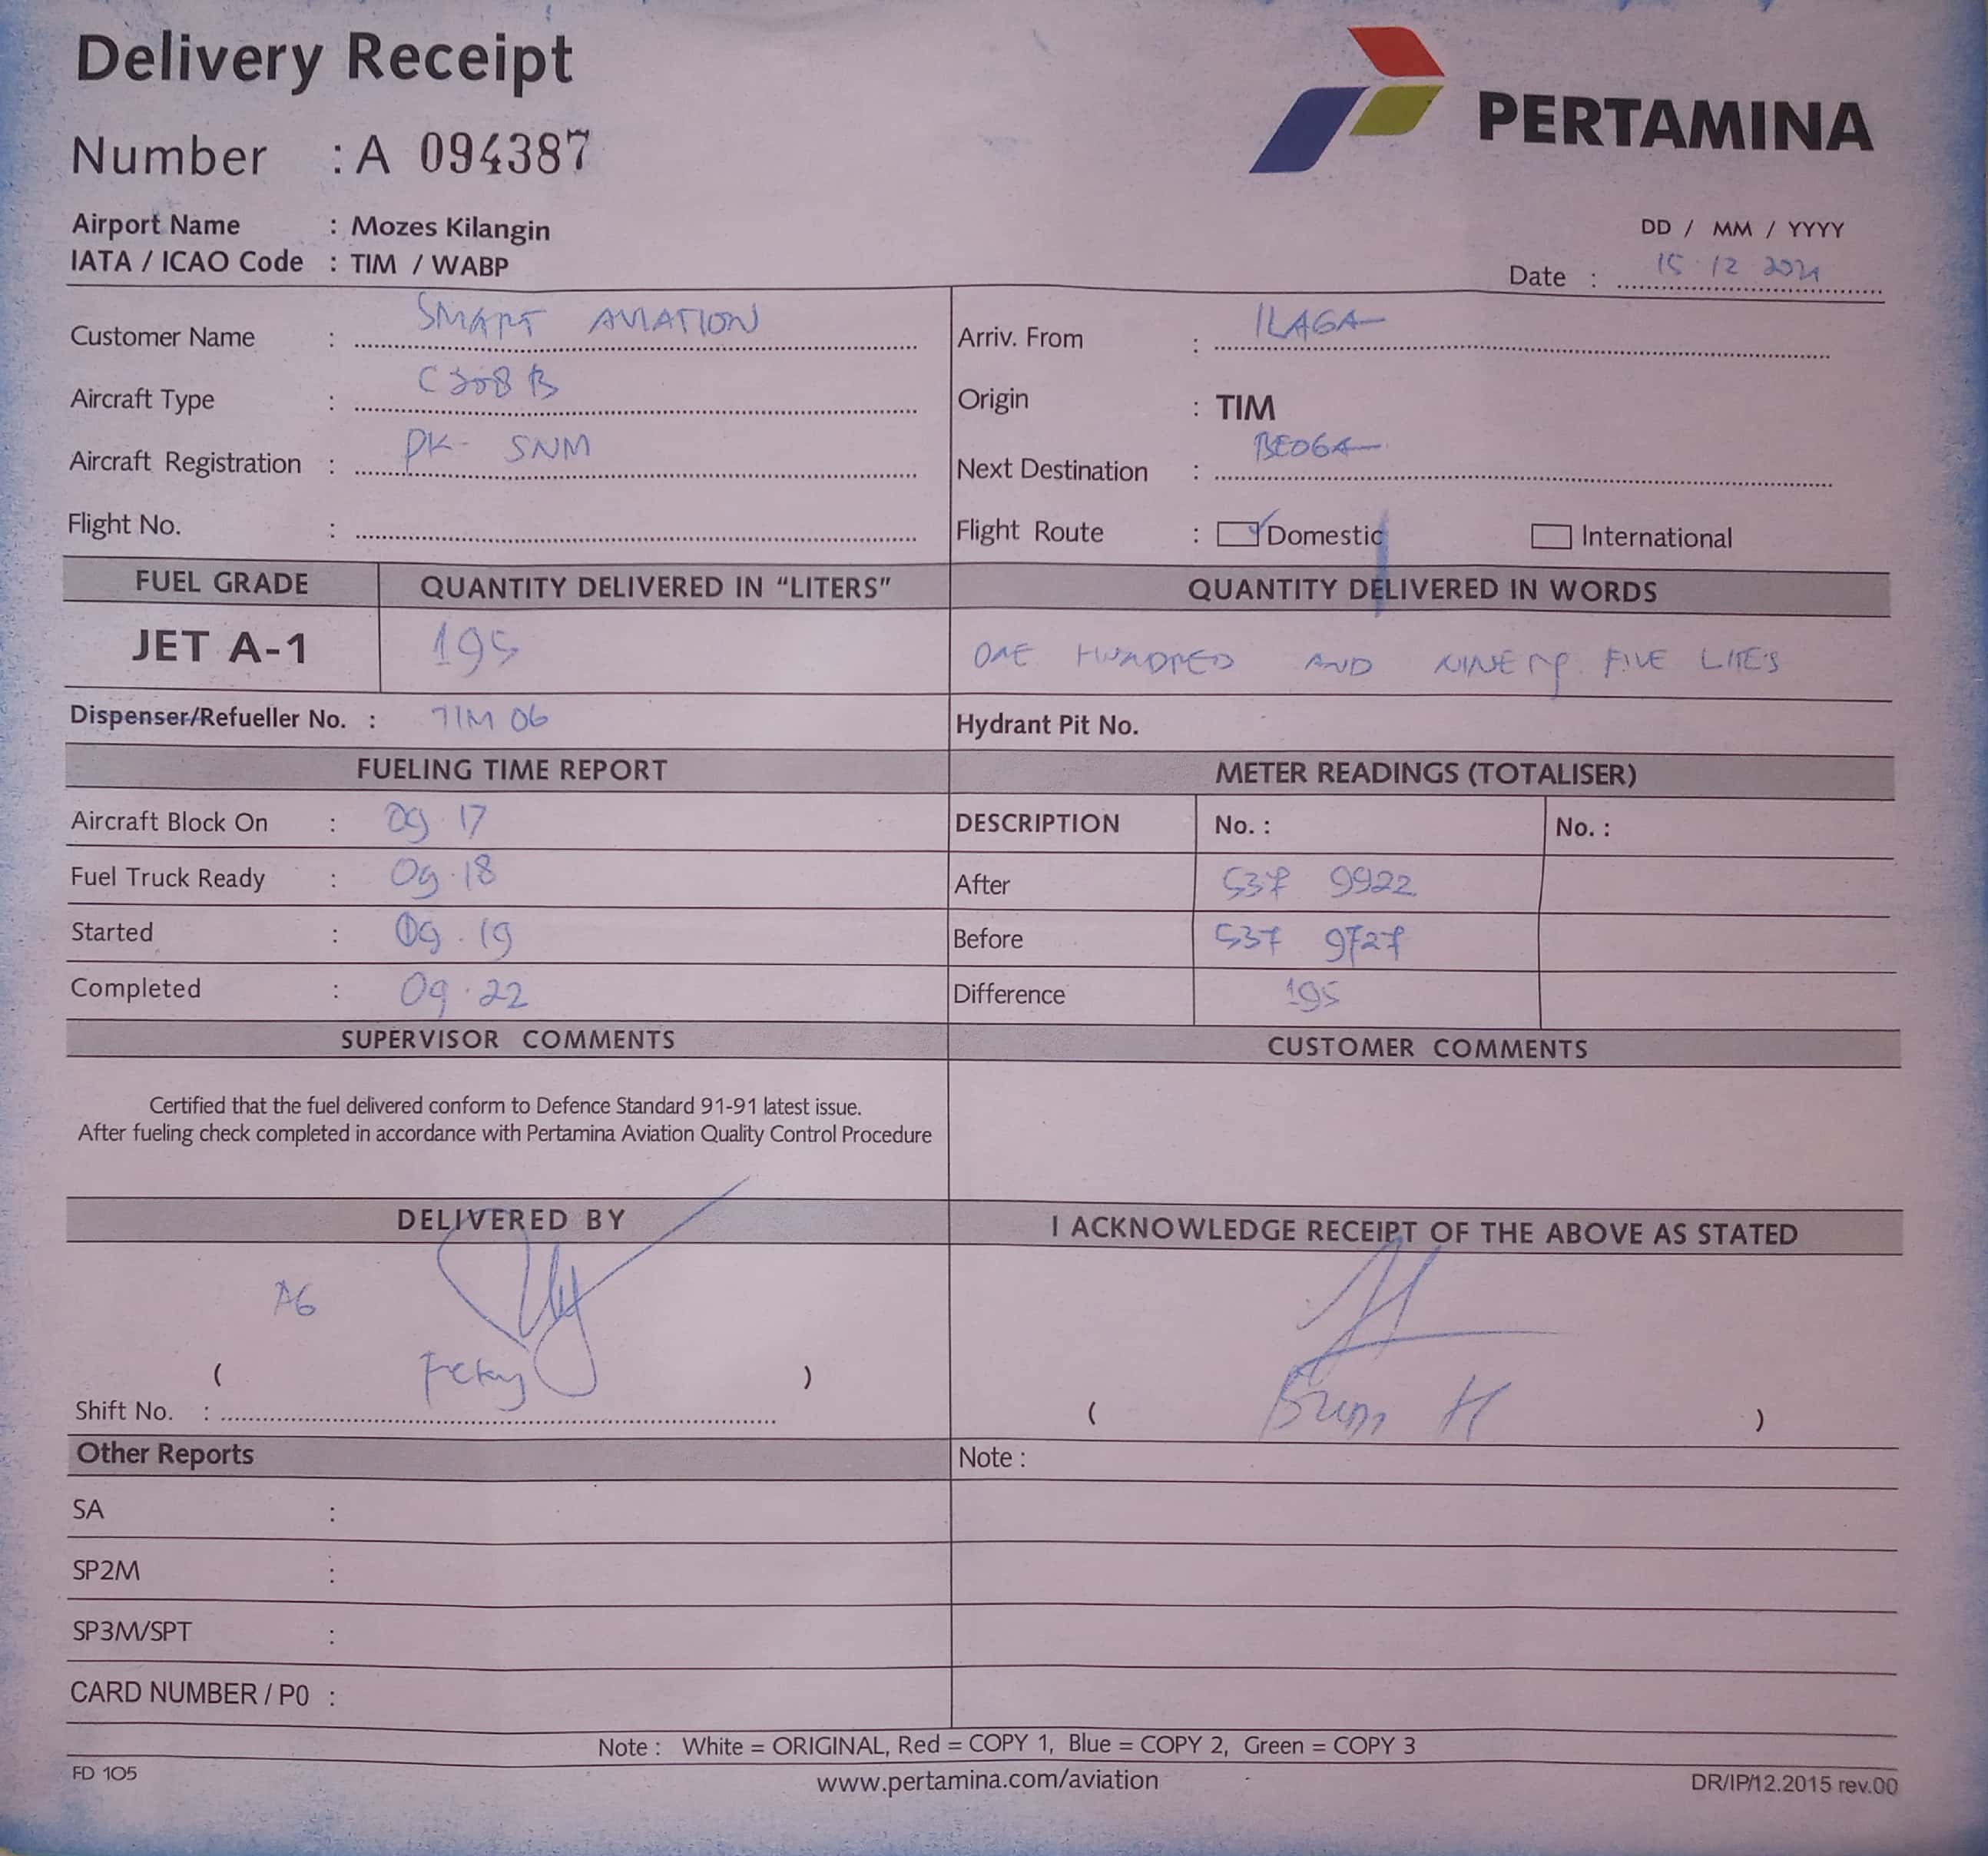 Delivery Receipt
PERTAMINA
Number : A 094387
Airport Name : Mozes Kilangin
IATA / ICAO Code : TIM / WABP
DD / MM / YYYY
Date : 15 12 2021
Customer Name : SMART AVIATION
Arriv. From : ILAGA
Aircraft Type : C208 B
Origin : TIM
Aircraft Registration : PK- SNM
Next Destination : BEOGA
Flight No. :
Flight Route : Domestic International
FUEL GRADE QUANTITY DELIVERED IN “LITERS” QUANTITY DELIVERED IN WORDS
JET A-1 195 ONE HUNDRED AND NINETY FIVE LITES
Dispenser/Refueller No. : TIM 06 Hydrant Pit No.
FUELING TIME REPORT METER READINGS (TOTALISER)
Aircraft Block On : 09 17 DESCRIPTION No. : No. :
Fuel Truck Ready : 09.18 After 537 9922
Started : 09.19 Before 537 9727
Completed : 09.22 Difference 195
SUPERVISOR COMMENTS CUSTOMER COMMENTS
Certified that the fuel delivered conform to Defence Standard 91-91 latest issue.
After fueling check completed in accordance with Pertamina Aviation Quality Control Procedure
DELIVERED BY I ACKNOWLEDGE RECEIPT OF THE ABOVE AS STATED
( )
Shift No. :
( H )
Other Reports Note :
SA :
SP2M :
SP3M/SPT :
CARD NUMBER / P0 :
Note : White = ORIGINAL, Red = COPY 1, Blue = COPY 2, Green = COPY 3
FD 105 www.pertamina.com/aviation DR/IP/12.2015 rev.00